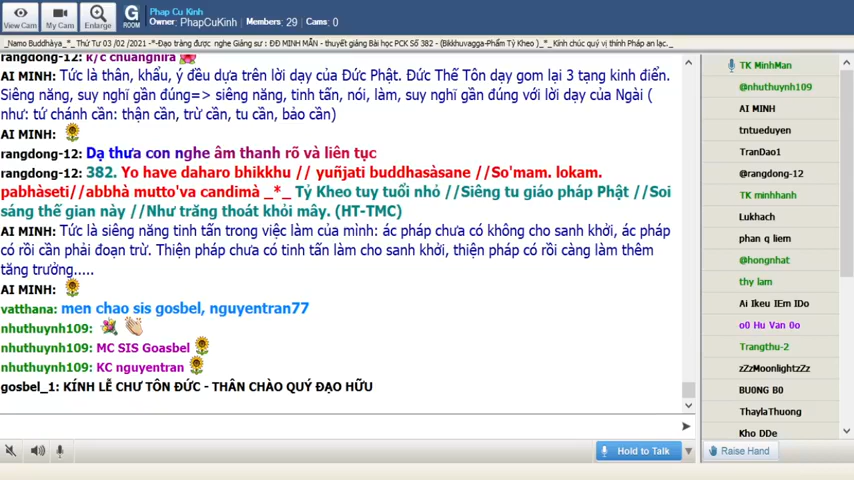 View Cam
My Cam
Enlarge
G
ROOM
Phap Cu Kinh
Owner: PhapCuKinh Members: 29 Cams: 0
_Namo Buddhàya_*_ Thứ Tư 03 /02 /2021 -*-Đạo tràng được nghe Giảng sư : ĐĐ MINH MẪN - thuyết giảng Bài học PCK Số 384 - (Bikkhuvagga-Phẩm Tỷ Kheo )_*_ Kính chúc quý vị thính Pháp an lạc._
rangdong-12: k/c chuangnira
AI MINH: Tức là thân, khẩu, ý đều dựa trên lời dạy của Đức Phật. Đức Thế Tôn dạy gom lại 3 tạng kinh điển.
Siêng năng, suy nghĩ gần đúng=> siêng năng, tinh tấn, nói, làm, suy nghĩ gần đúng với lời dạy của Ngài (
như: tứ chánh cần: thận cần, trừ cần, tu cần, bảo cần)
AI MINH:
rangdong-12: Dạ thưa con nghe âm thanh rõ và liên tục
rangdong-12: 382. Yo have daharo bhikkhu // yuñjati buddhasàsane //So'mam. lokam.
pabhàseti//abbhà mutto'va candimà _*_ Tỷ Kheo tuy tuổi nhỏ //Siêng tu giáo pháp Phật //Soi
sáng thế gian này //Như trăng thoát khỏi mây. (HT-TMC)
AI MINH: Tức là siêng năng tinh tấn trong việc làm của mình: ác pháp chưa có không cho sanh khởi, ác pháp
có rồi cần phải đoạn trừ. Thiện pháp chưa có tinh tấn làm cho sanh khởi, thiện pháp có rồi càng làm thêm
tăng trưởng.....
AI MINH:
vatthana: men chao sis gosbel, nguyentran77
nhuthuynh109:
nhuthuynh109: MC SIS Goasbel
nhuthuynh109: KC nguyentran
gosbel_1: KÍNH LỄ CHƯ TÔN ĐỨC - THÂN CHÀO QUÝ ĐẠO HỮU
Hold to Talk
TK MinhMan
@nhuthuynh109
AI MINH
tntueduyen
TranDao1
@rangdong-12
TK minhhanh
Lukhach
phan q liem
@hongnhat
thy lam
Ai Ikeu IEm IDo
o0 Hu Van 0o
Trangthu-2
zZzMoonlightzZz
BU0NG B0
ThaylaThuong
Kho DDe
Raise Hand